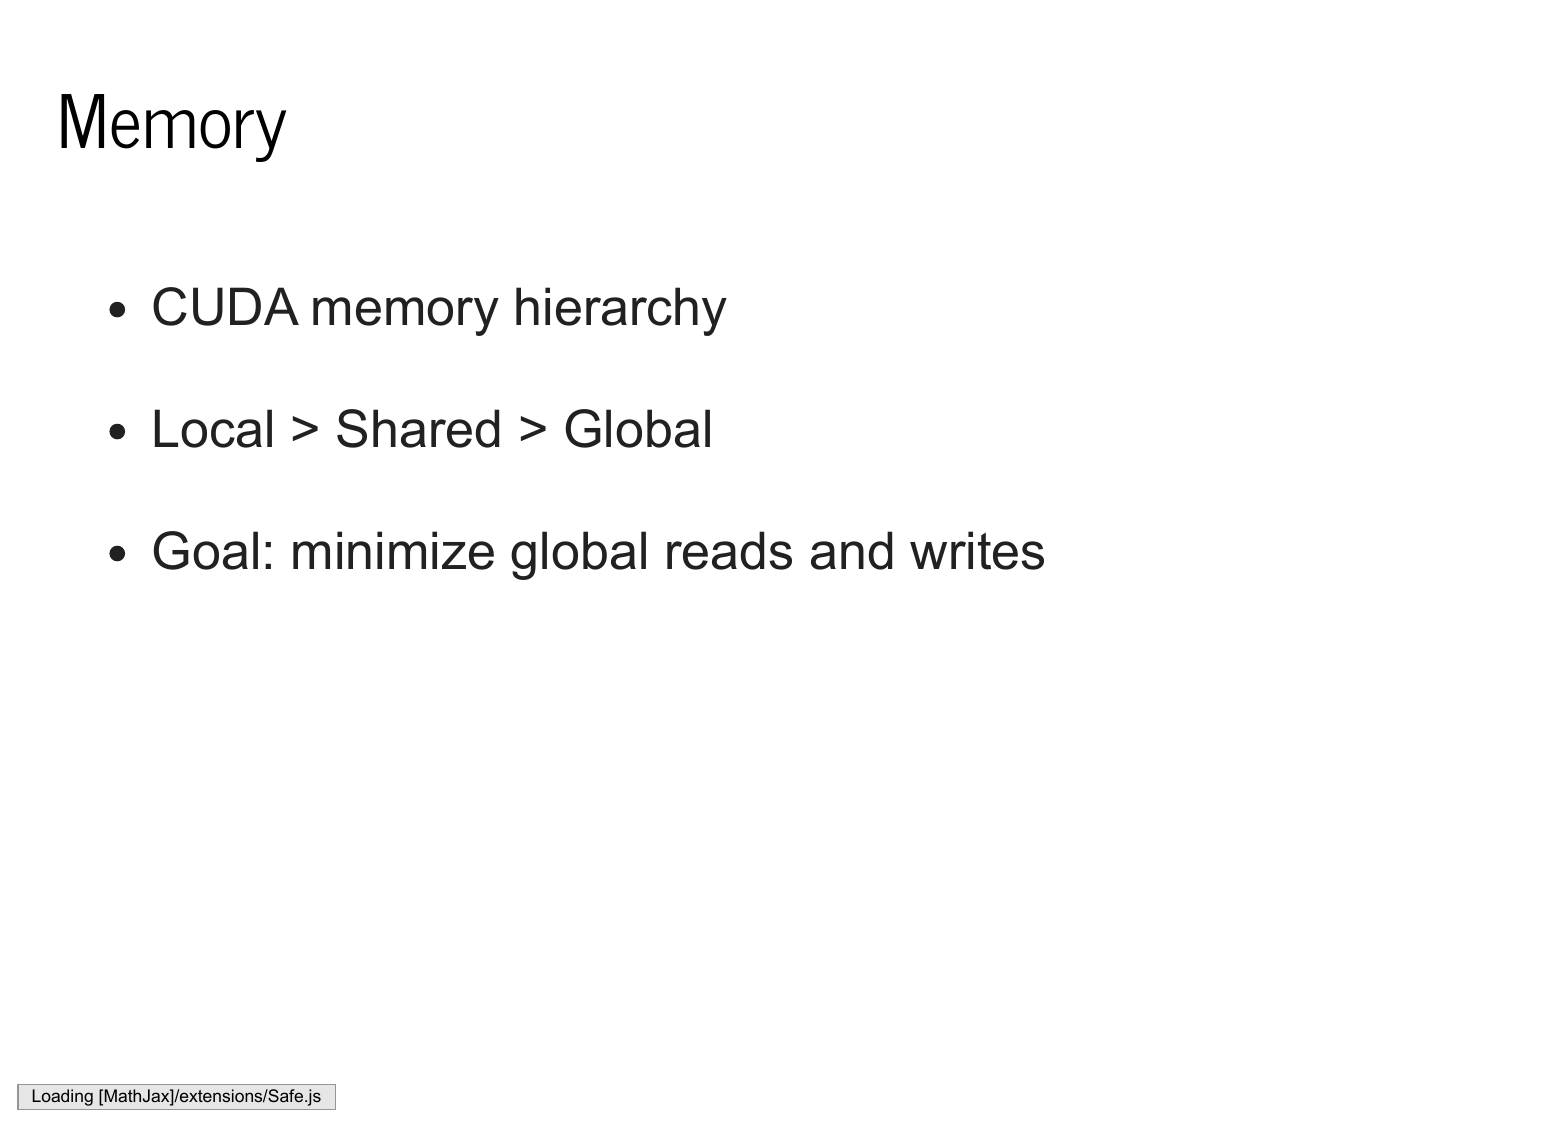 Memory
• CUDA memory hierarchy
• Local > Shared > Global
• Goal: minimize global reads and writes
Loading [MathJax]/extensions/Safe.js